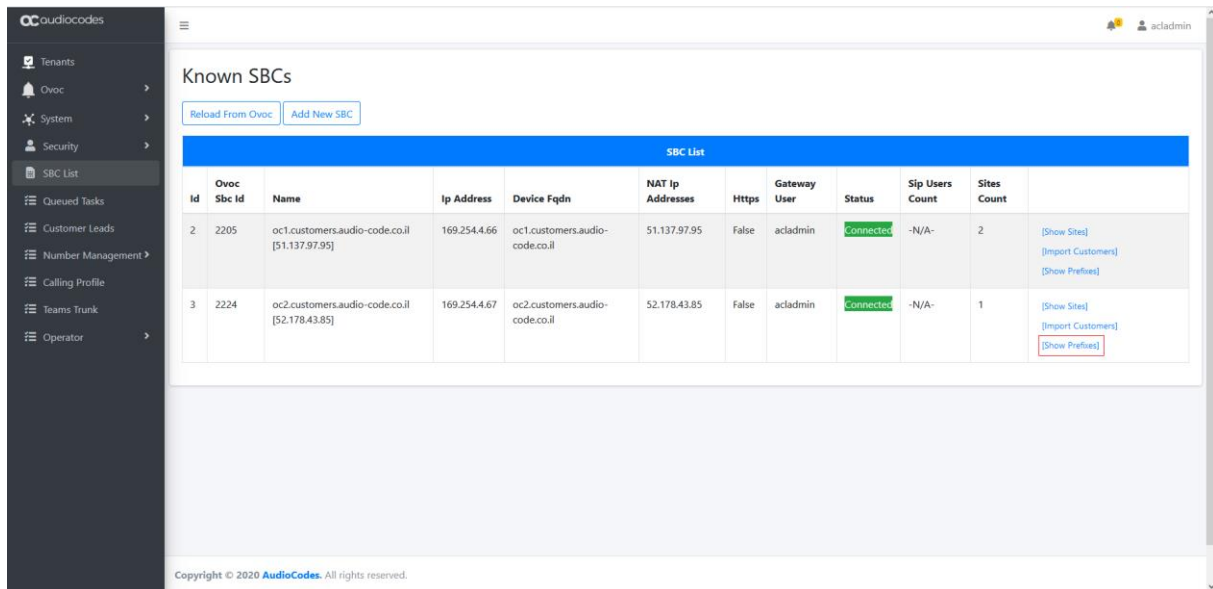 audiocodes
acladmin
0
Tenants
Ovoc
System
Security
SBC List
Queued Tasks
Customer Leads
Number Management
Calling Profile
Teams Trunk
Operator
Known SBCs
Reload From Ovoc
Add New SBC
SBC List
Id
Ovoc
Sbc Id
Name
Ip Address
Device Fqdn
NAT Ip
Addresses
Https
Gateway
User
Status
Sip Users
Count
Sites
Count
2
2205
oc1.customers.audio-code.co.il
[51.137.97.95]
169.254.4.66
oc1.customers.audio-
code.co.il
51.137.97.95
False
acladmin
Connected
-N/A-
2
[Show Sites]
[Import Customers]
[Show Prefixes]
3
2224
oc2.customers.audio-code.co.il
[52.178.43.85]
169.254.4.67
oc2.customers.audio-
code.co.il
52.178.43.85
False
acladmin
Connected
-N/A-
1
[Show Sites]
[Import Customers]
[Show Prefixes]
Copyright © 2020 AudioCodes. All rights reserved.